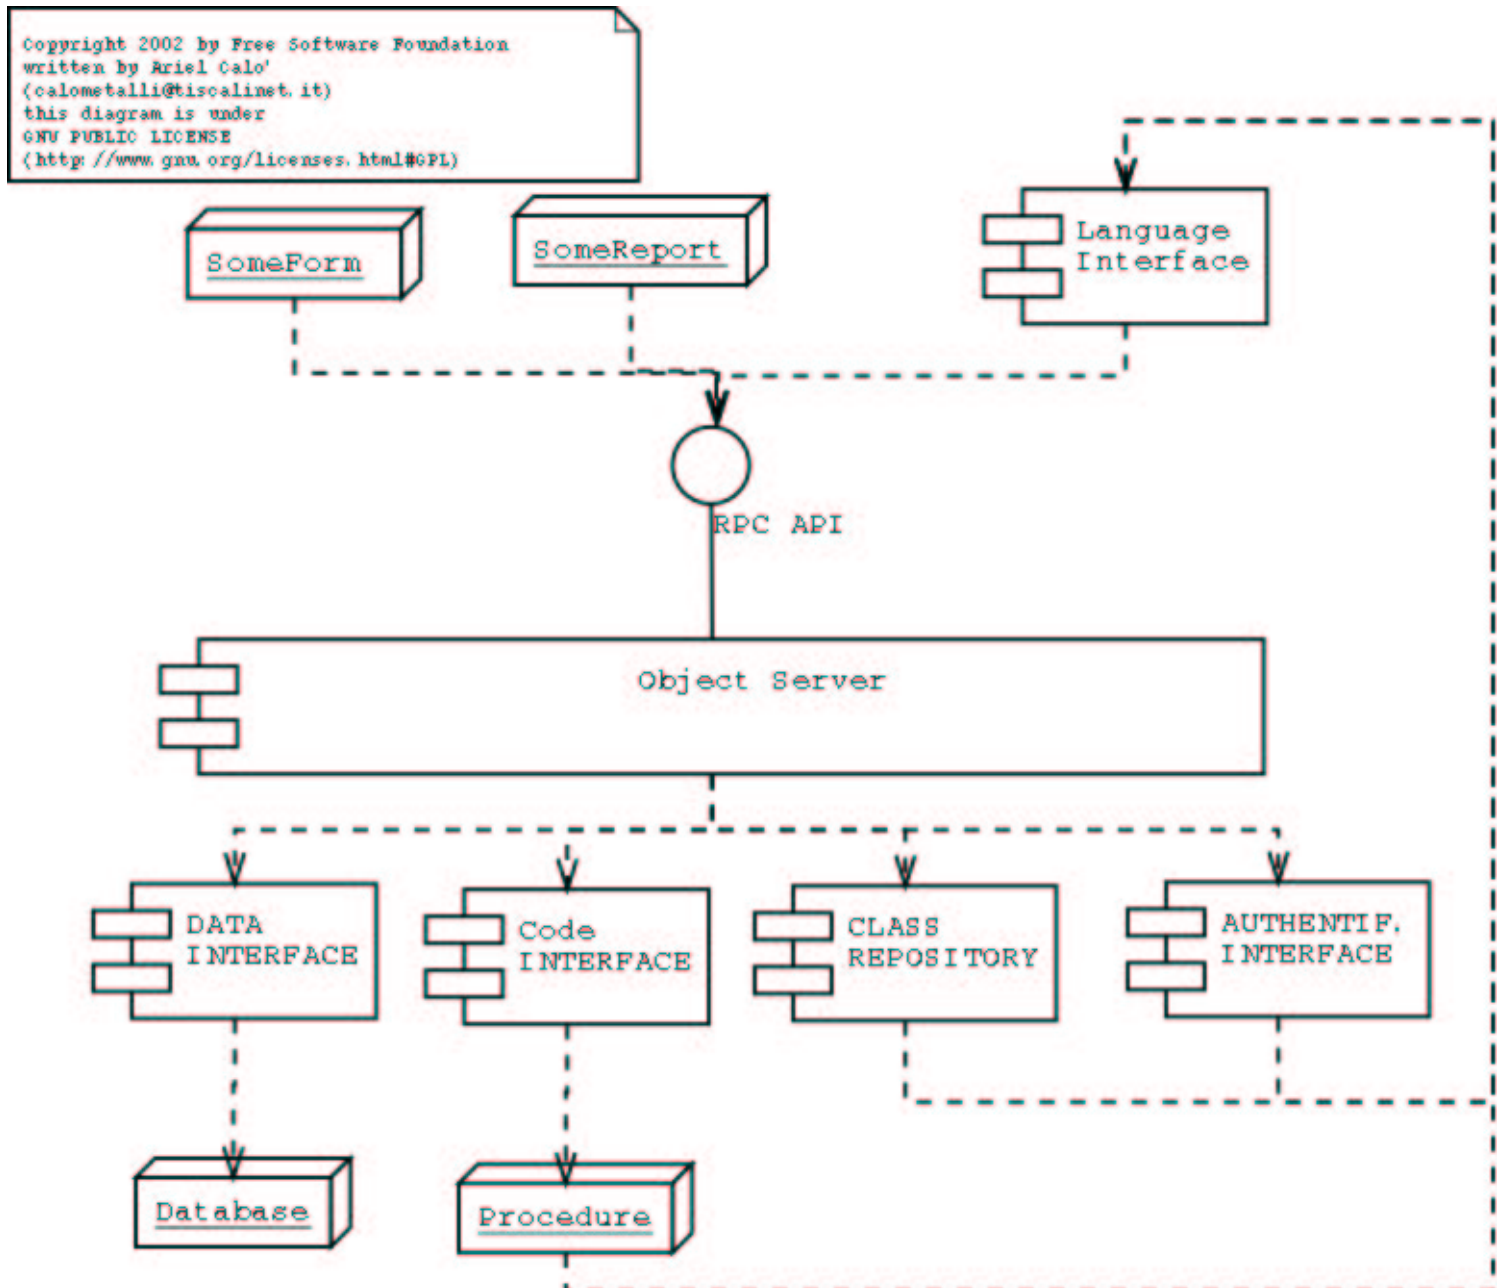 Copyright 2002 by Free Software Foundation
written by Ariel Calo'
(calometalli@tiscalinet.it)
this diagram is under
GNU PUBLIC LICENSE
(http://www.gnu.org/licenses.html#GPL)
SomeForm
SomeReport
Language
Interface
RPC API
Object Server
DATA
INTERFACE
Code
INTERFACE
CLASS
REPOSITORY
AUTHENTIF.
INTERFACE
Database
Procedure